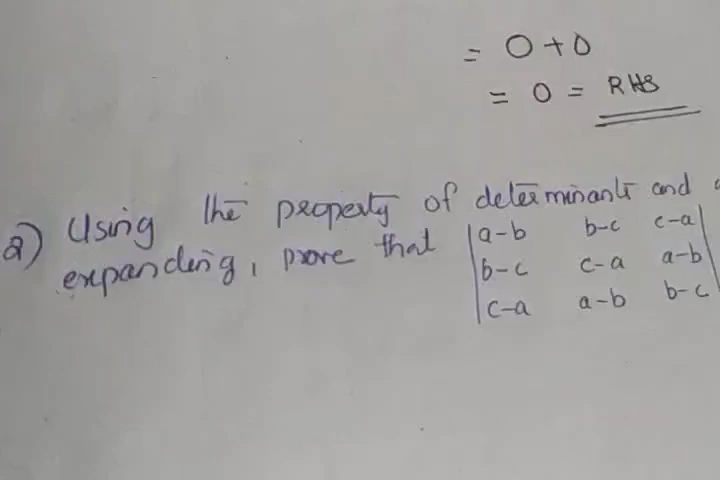 = 0 + 0
= 0 = RHS
2) Using the property of determinants and
expanding, prove that
|a-b b-c c-a|
|b-c c-a a-b|
|c-a a-b b-c|